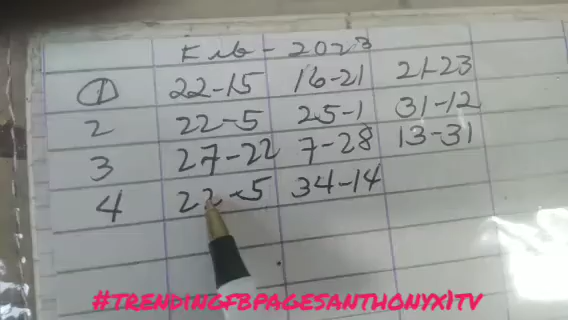 Feb - 2023
① 22-15 16-21 21-23
2 22-5 25-1 31-12
3 27-22 7-28 13-31
4 22-5 34-14
#TRENDINGFBPAGESANTHONYX1TV